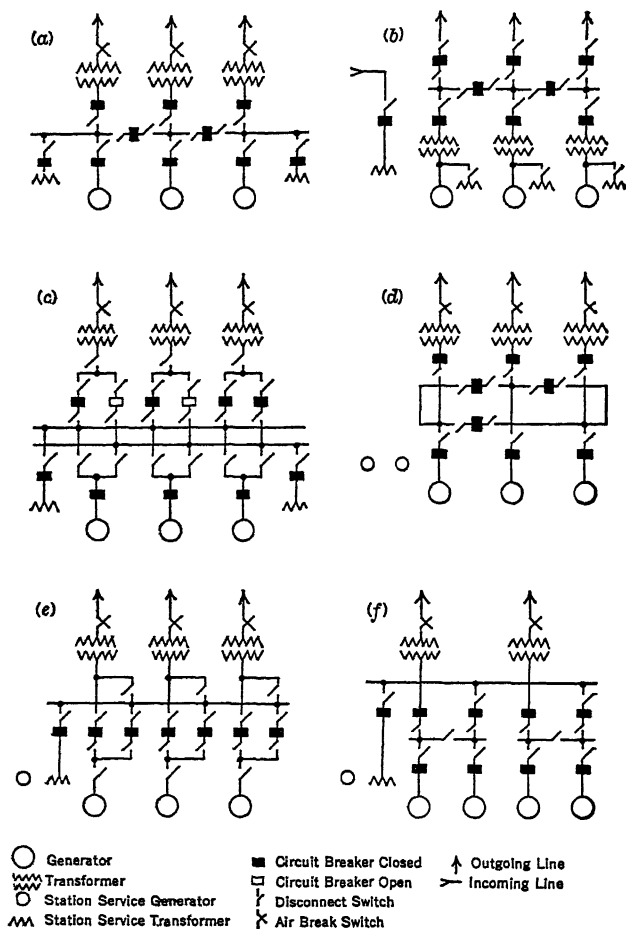 (a)
(b)
(c)
(d)
(e)
(f)
Generator
Transformer
Station Service Generator
Station Service Transformer
Circuit Breaker Closed
Circuit Breaker Open
Disconnect Switch
Air Break Switch
Outgoing Line
Incoming Line